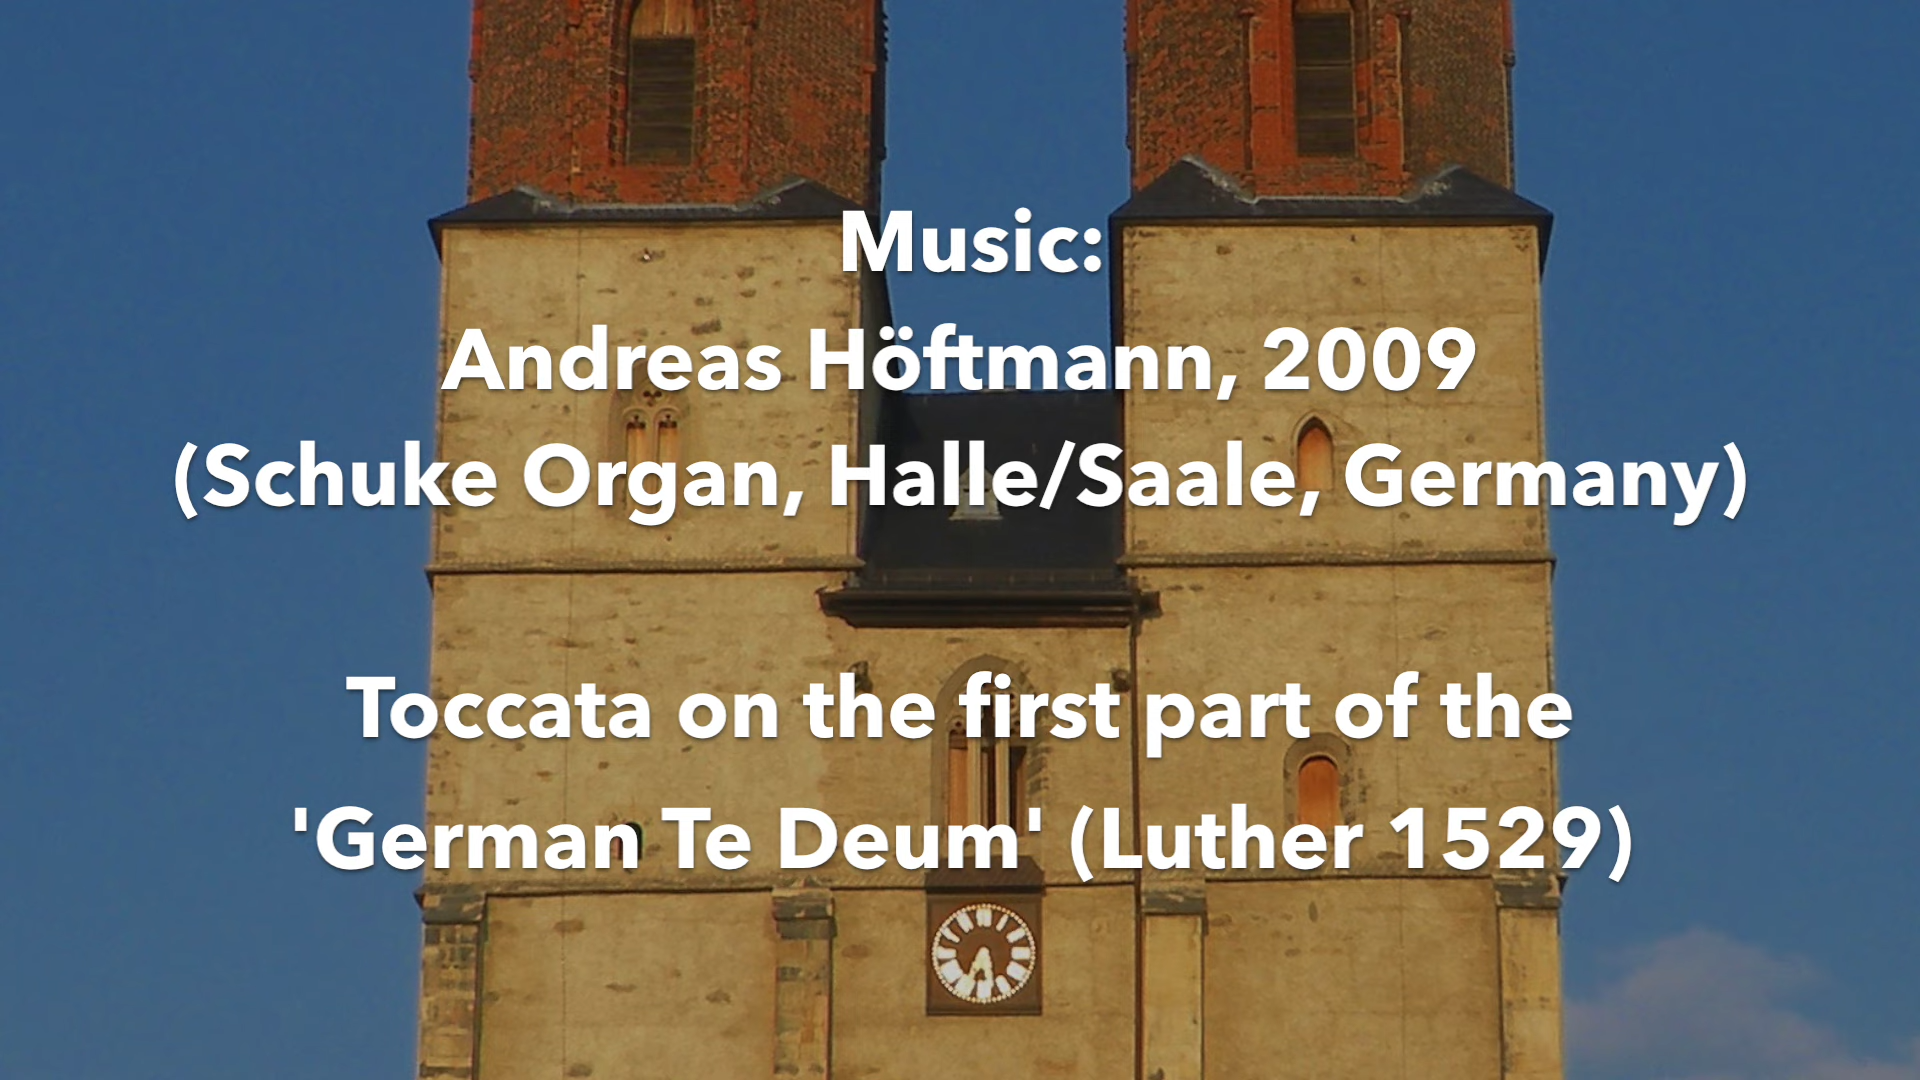 Music:
Andreas Höftmann, 2009
(Schuke Organ, Halle/Saale, Germany)
Toccata on the first part of the
'German Te Deum' (Luther 1529)